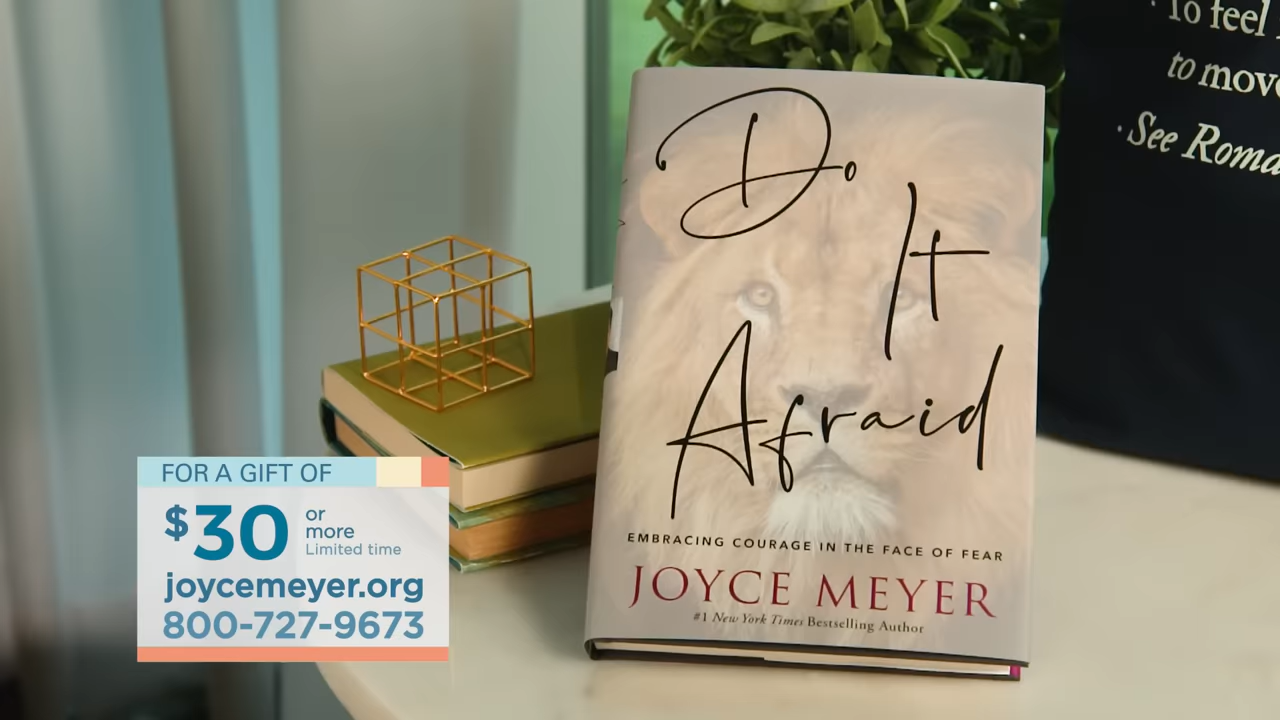 Do
It
Afraid
EMBRACING COURAGE IN THE FACE OF FEAR
JOYCE MEYER
#1 New York Times Bestselling Author
FOR A GIFT OF
$30 or
more
Limited time
joycemeyer.org
800-727-9673
· To feel
to move
· See Roma